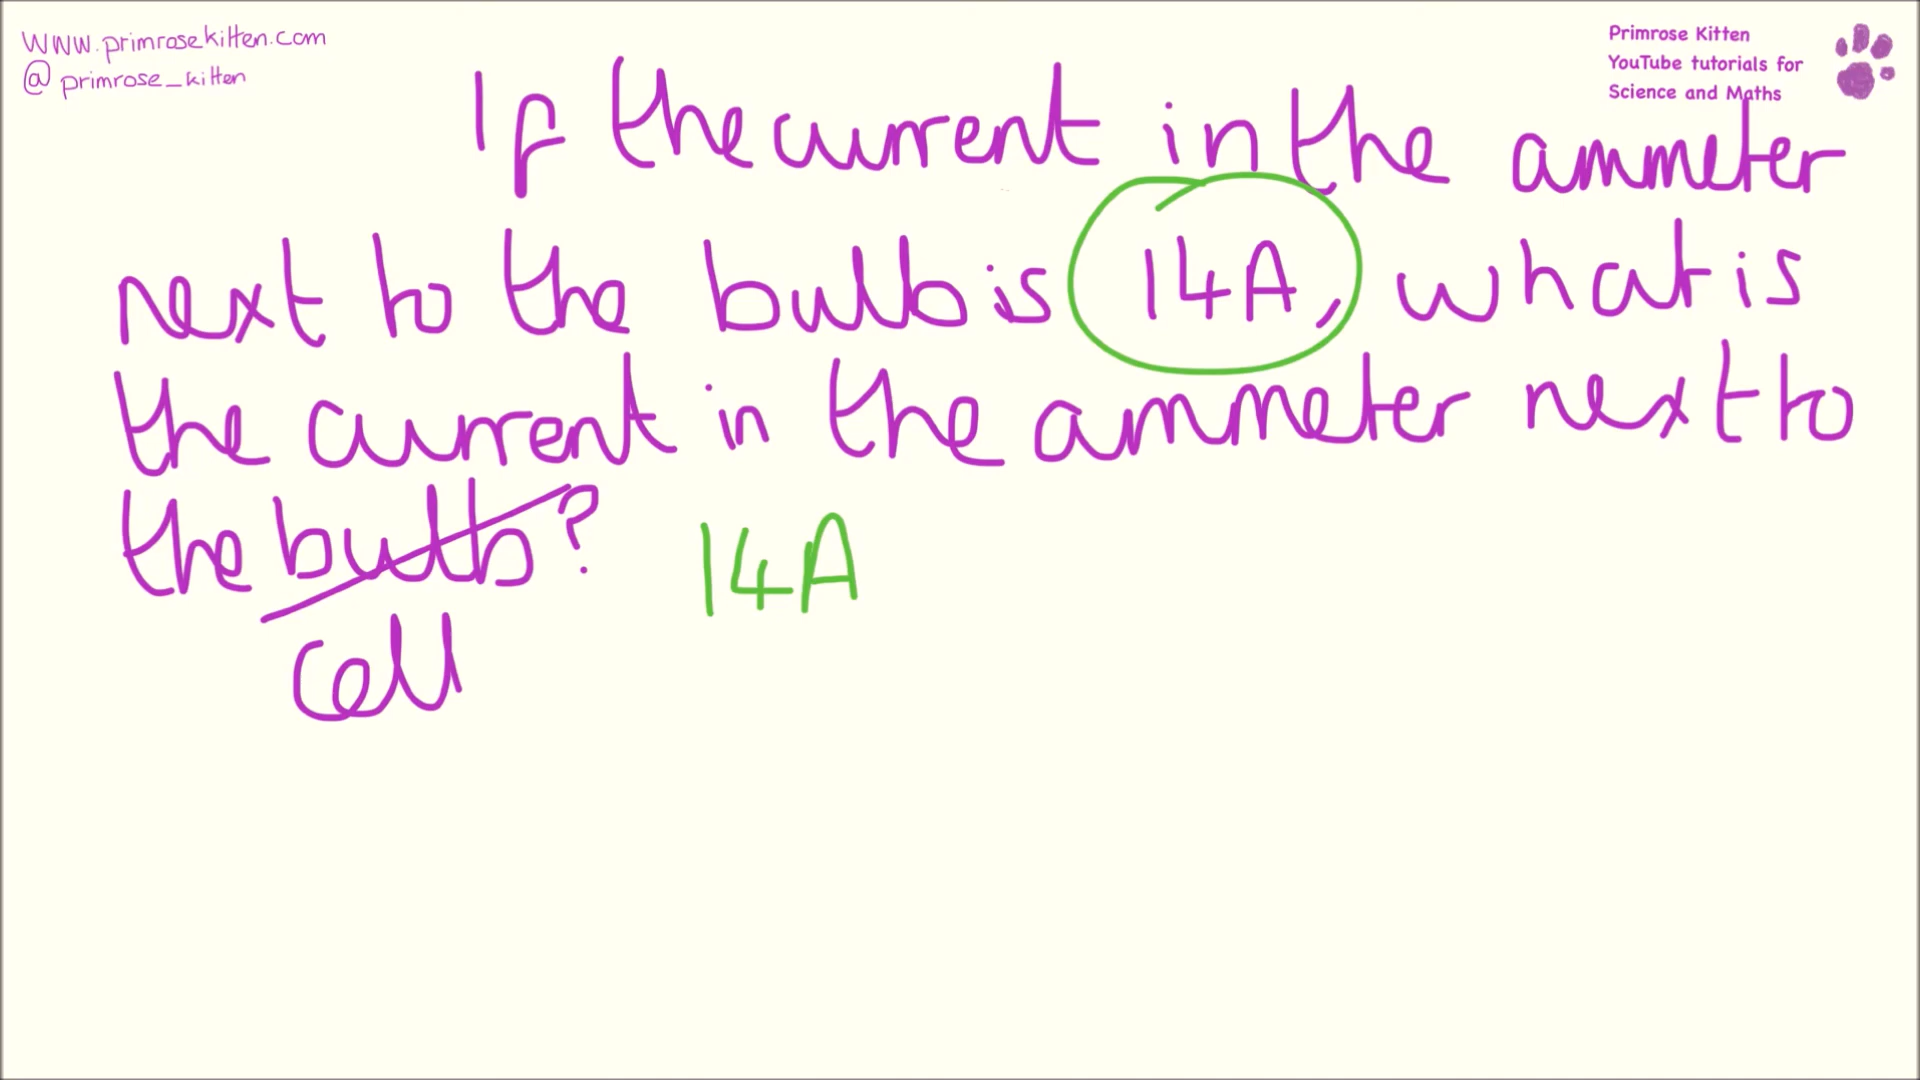 www.primrosekitten.com
@primrose_kitten
Primrose Kitten
YouTube tutorials for
Science and Maths
If the current in the ammeter
next to the bulb is 14A, what is
the current in the ammeter next to
the bulb? 14A
cell